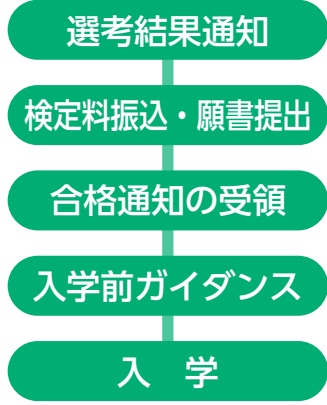 選考結果通知
検定料振込・願書提出
合格通知の受領
入学前ガイダンス
入　学